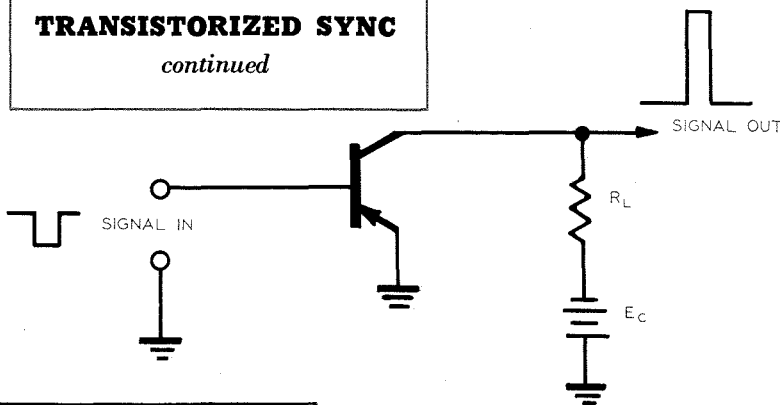 TRANSISTORIZED SYNC
continued
SIGNAL OUT
SIGNAL IN
RL
EC